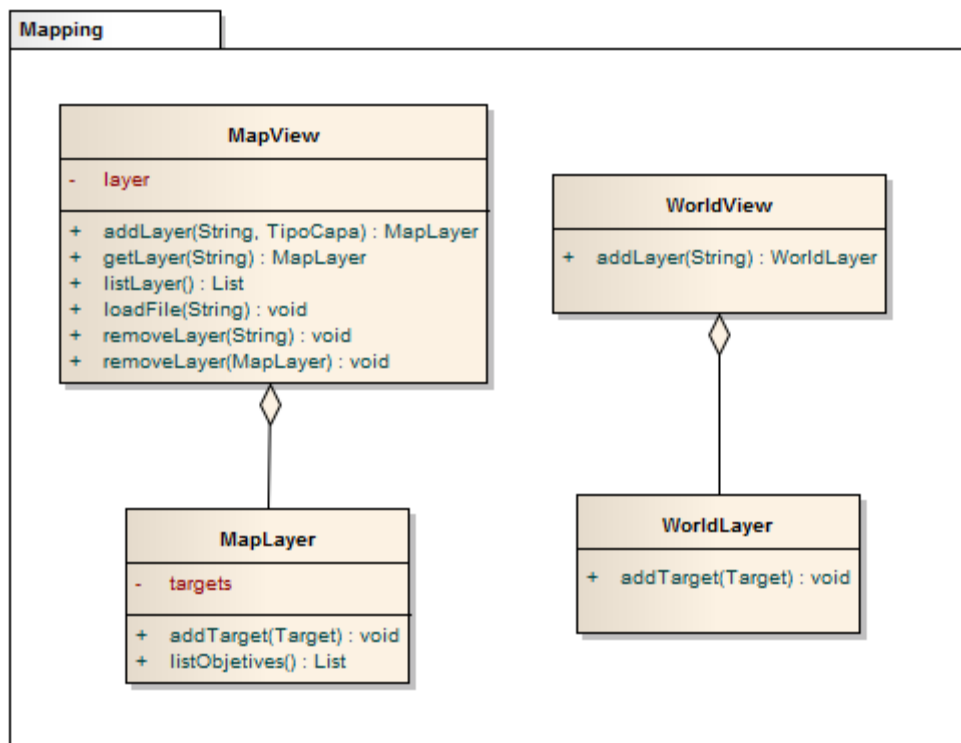 Mapping
MapView
- layer
+ addLayer(String, TipoCapa) : MapLayer
+ getLayer(String) : MapLayer
+ listLayer() : List
+ loadFile(String) : void
+ removeLayer(String) : void
+ removeLayer(MapLayer) : void
WorldView
+ addLayer(String) : WorldLayer
MapLayer
- targets
+ addTarget(Target) : void
+ listObjetives() : List
WorldLayer
+ addTarget(Target) : void